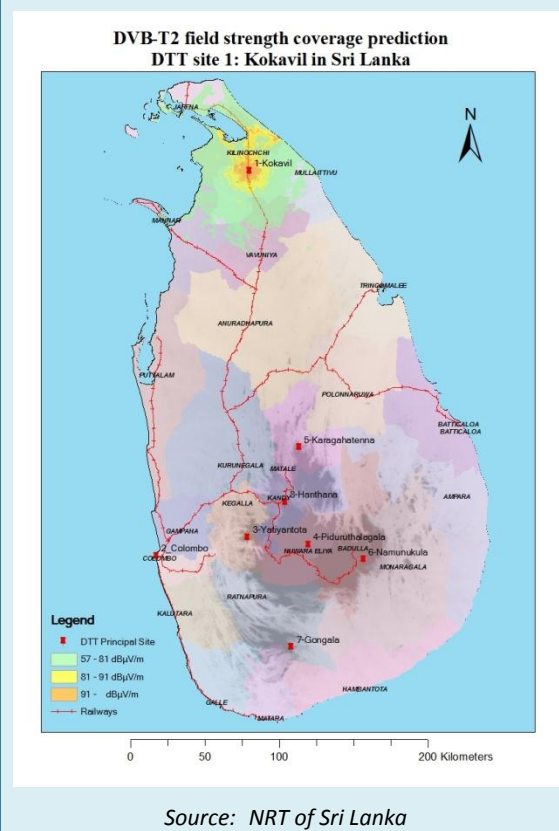 DVB-T2 field strength coverage prediction
DTT site 1: Kokavil in Sri Lanka
N
JAFFNA
KILINOCHCHI
1-Kokavil
MULLAITTIVU
MANNAR
VAVUNIYA
TRINCOMALEE
ANURADHAPURA
PUTTALAM
POLONNARUWA
BATTICALOA
BATTICALOA
5-Karagahatenna
KURUNEGALA
MATALE
AMPARA
KANDY
8-Hanthana
KEGALLA
GAMPAHA
3-Yatiyantota
4-Piduruthalagala
2_Colombo
NUWARA ELIYA
BADULLA
6-Namunukula
COLOMBO
MONARAGALA
RATNAPURA
KALUTARA
7-Gongala
Legend
DTT Principal Site
57 - 81 dBµV/m
81 - 91 dBµV/m
91 - dBµV/m
Railways
HAMBANTOTA
GALLE
MATARA
0 50 100 200 Kilometers
Source: NRT of Sri Lanka